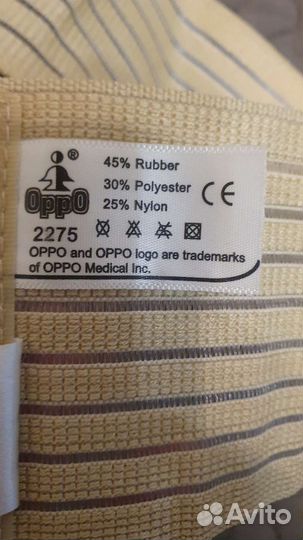 ®
OppO
45% Rubber
30% Polyester
25% Nylon
CE
2275
OPPO and OPPO logo are trademarks
of OPPO Medical Inc.
Avito